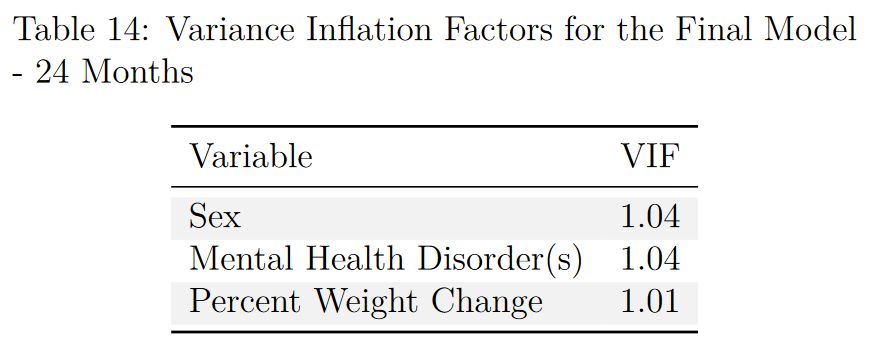 Table 14: Variance Inflation Factors for the Final Model
- 24 Months
Variable VIF
Sex 1.04
Mental Health Disorder(s) 1.04
Percent Weight Change 1.01